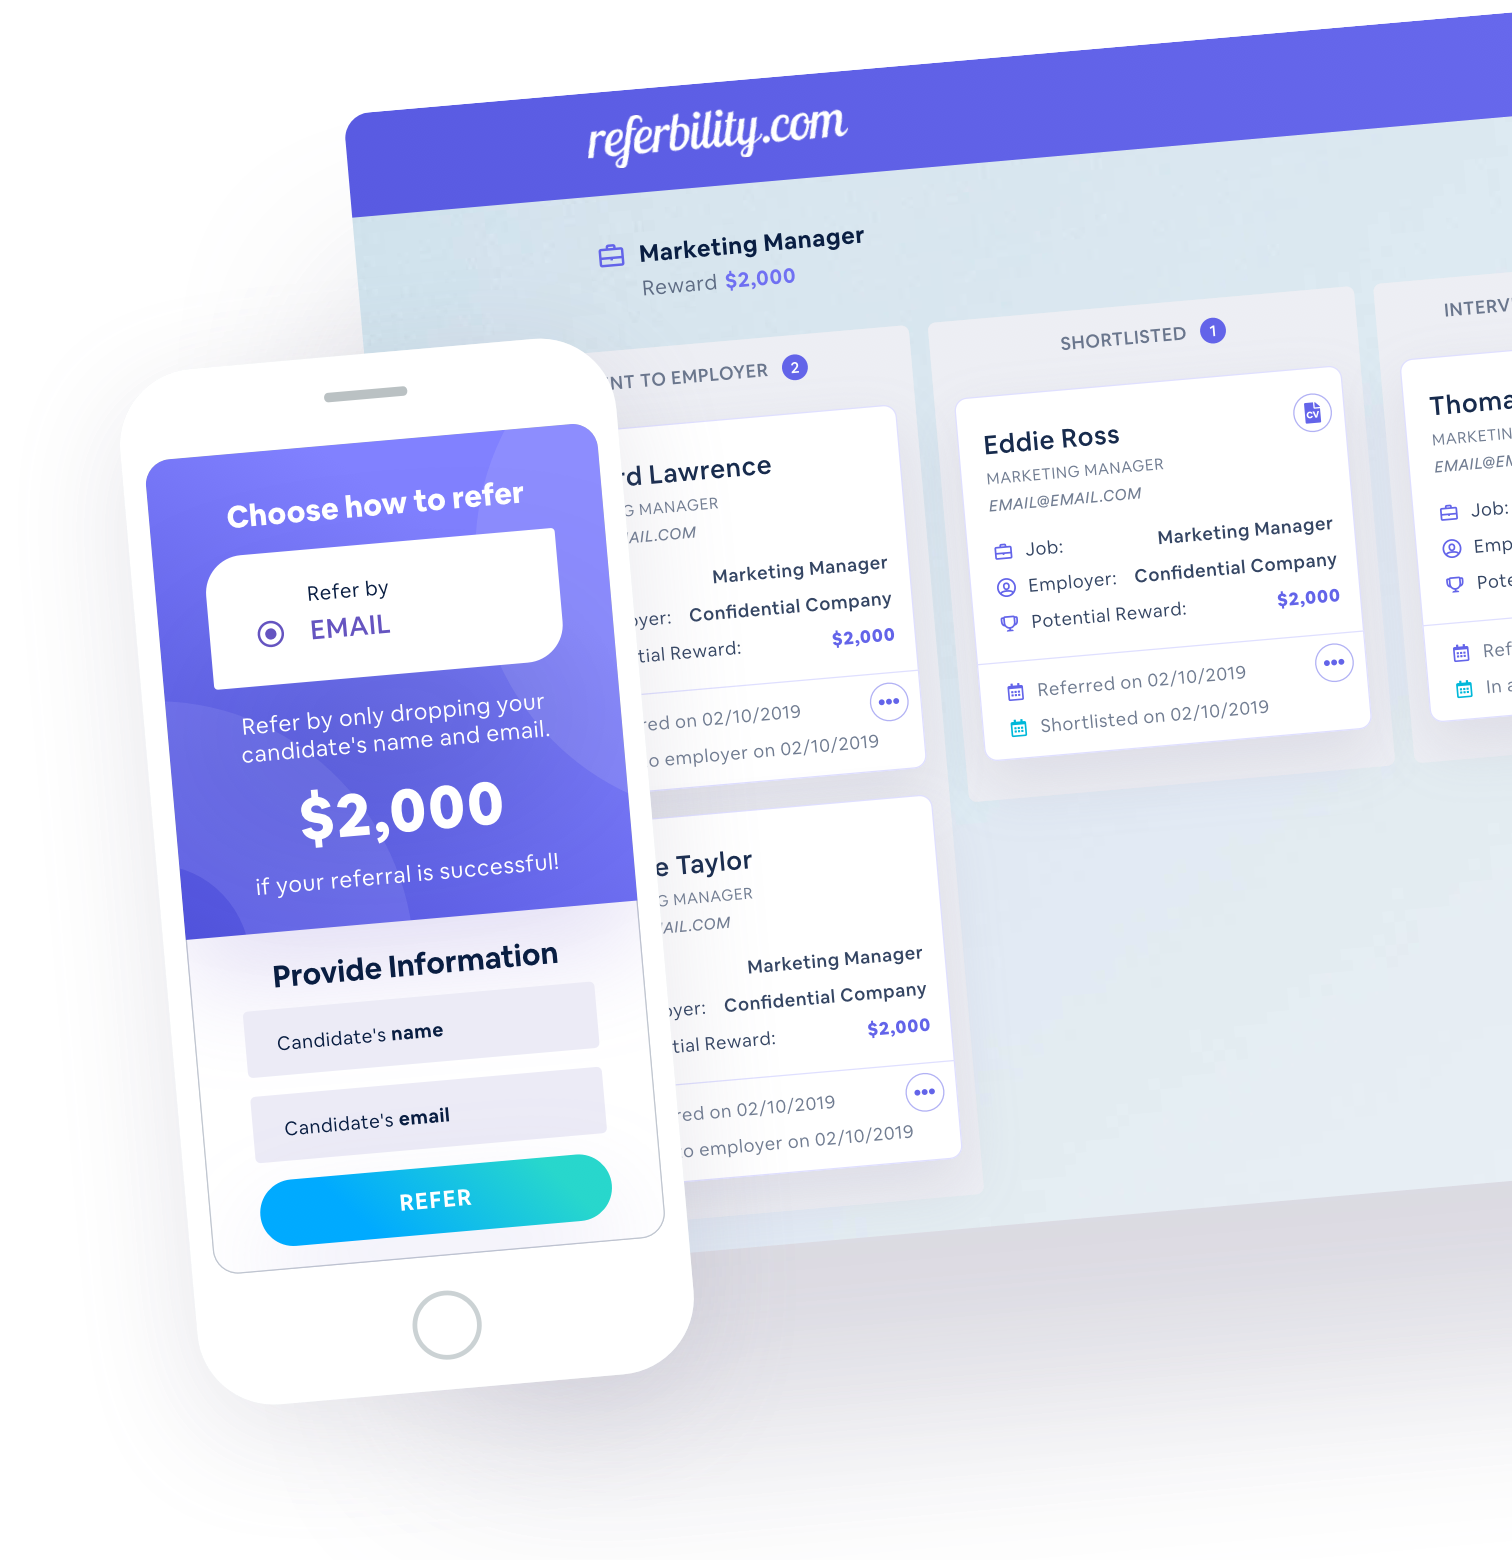 referbility.com
Marketing Manager
Reward $2,000
NT TO EMPLOYER 2
rd Lawrence
G MANAGER
AIL.COM
Marketing Manager
yer: Confidential Company
tial Reward: $2,000
red on 02/10/2019
o employer on 02/10/2019
e Taylor
G MANAGER
AIL.COM
Marketing Manager
oyer: Confidential Company
tial Reward: $2,000
red on 02/10/2019
o employer on 02/10/2019
SHORTLISTED 1
Eddie Ross
CV
MARKETING MANAGER
EMAIL@EMAIL.COM
Job: Marketing Manager
Employer: Confidential Company
Potential Reward: $2,000
Referred on 02/10/2019
Shortlisted on 02/10/2019
INTERV
Thoma
MARKETIN
EMAIL@EM
Job:
Emp
Pote
Ref
In a
Choose how to refer
Refer by
EMAIL
Refer by only dropping your
candidate's name and email.
$2,000
if your referral is successful!
Provide Information
Candidate's name
Candidate's email
REFER